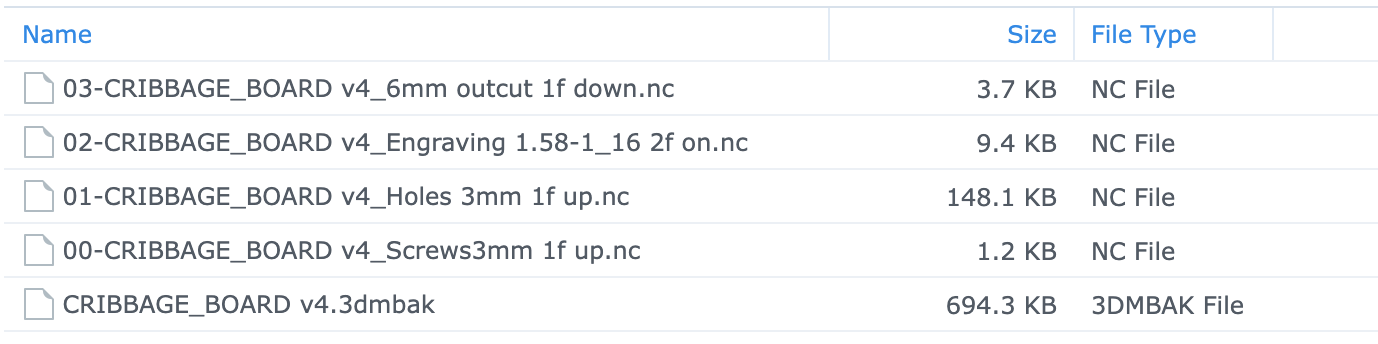 Name Size File Type
03-CRIBBAGE_BOARD v4_6mm outcut 1f down.nc 3.7 KB NC File
02-CRIBBAGE_BOARD v4_Engraving 1.58-1_16 2f on.nc 9.4 KB NC File
01-CRIBBAGE_BOARD v4_Holes 3mm 1f up.nc 148.1 KB NC File
00-CRIBBAGE_BOARD v4_Screws3mm 1f up.nc 1.2 KB NC File
CRIBBAGE_BOARD v4.3dmbak 694.3 KB 3DMBAK File